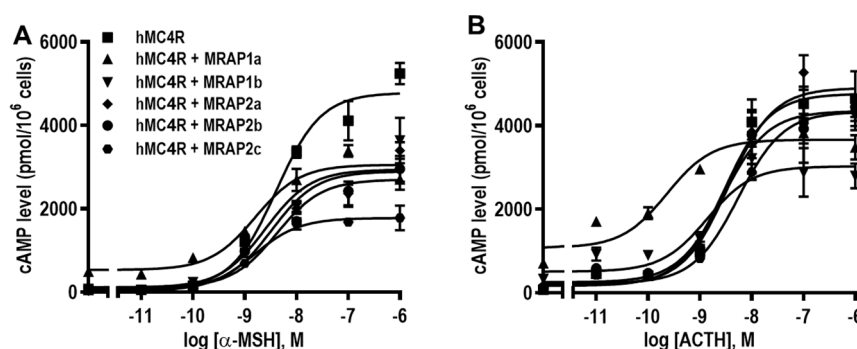 A
B
hMC4R
hMC4R + MRAP1a
hMC4R + MRAP1b
hMC4R + MRAP2a
hMC4R + MRAP2b
hMC4R + MRAP2c
cAMP level (pmol/10⁶ cells)
6000
4000
2000
0
-11 -10 -9 -8 -7 -6
log [α-MSH], M
cAMP level (pmol/10⁶ cells)
6000
4000
2000
0
-11 -10 -9 -8 -7 -6
log [ACTH], M